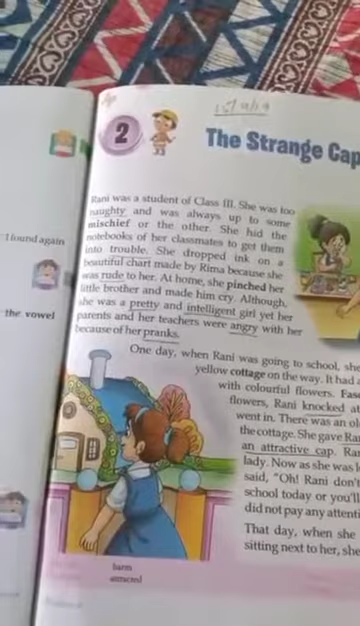 I found again
the vowel
2
The Strange Cap
Rani was a student of Class III. She was too
naughty and was always up to some
mischief or the other. She hid the
notebooks of her classmates to get them
into trouble. She dropped ink on a
beautiful chart made by Rima because she
was rude to her. At home, she pinched her
little brother and made him cry. Although,
she was a pretty and intelligent girl yet her
parents and her teachers were angry with her
because of her pranks.
One day, when Rani was going to school, she
yellow cottage on the way. It had
with colourful flowers.
flowers, Rani knocked
went in. There was an
the cottage. She gave
an attractive cap.
lady. Now as she was
said, "Oh! Rani don't
school today or you'll
did not pay any
That day, when she
sitting next to her, she
harm
attracted